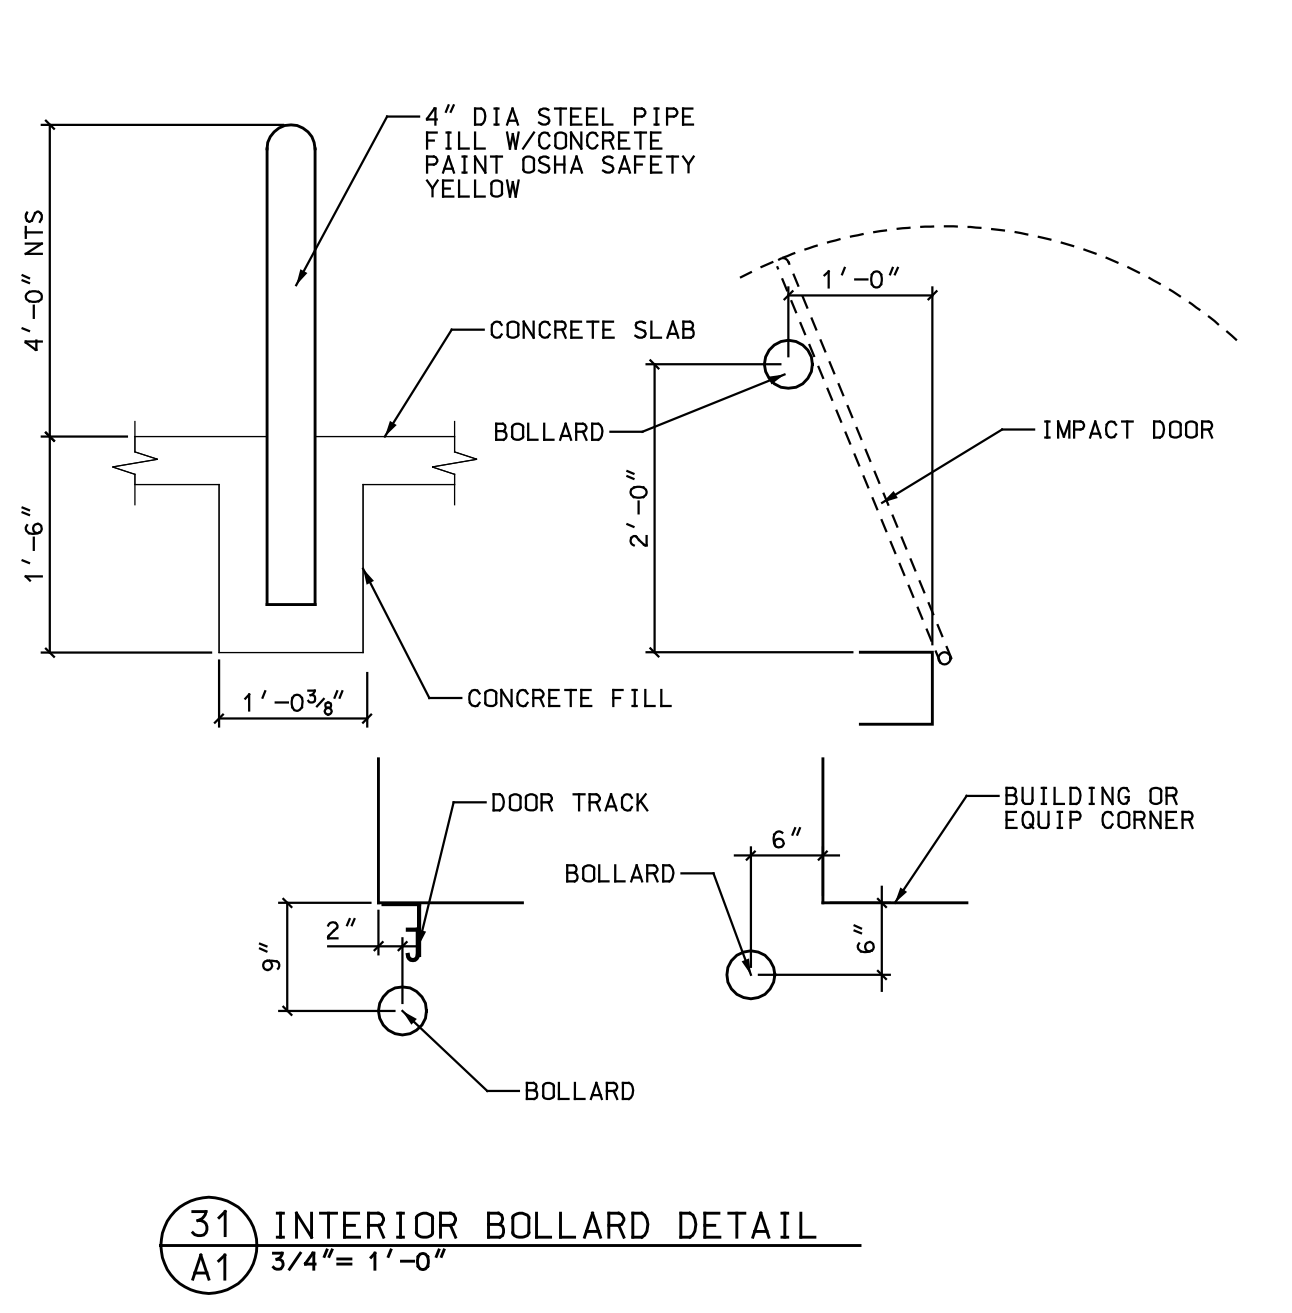 4" DIA STEEL PIPE
FILL W/CONCRETE
PAINT OSHA SAFETY
YELLOW
4'-0" NTS
1'-0"
CONCRETE SLAB
BOLLARD
IMPACT DOOR
2'-0"
1'-6"
CONCRETE FILL
1'-0 3/8"
DOOR TRACK
BUILDING OR
EQUIP CORNER
6"
BOLLARD
2"
9"
6"
BOLLARD
31
INTERIOR BOLLARD DETAIL
A1
3/4"= 1'-0"